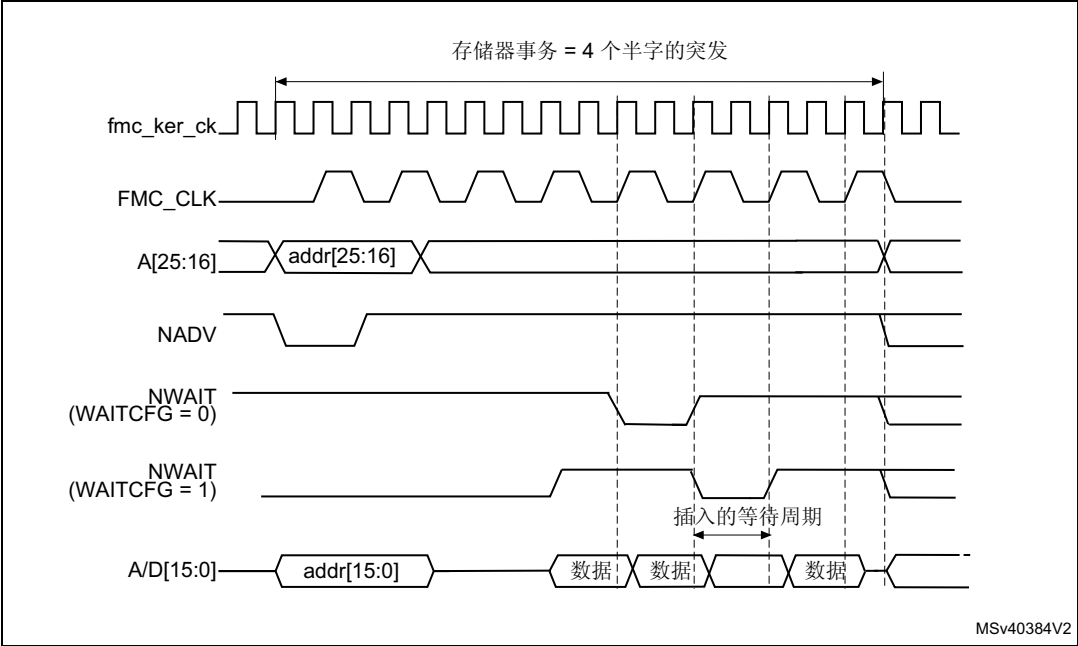 存储器事务 = 4 个半字的突发
fmc_ker_ck
FMC_CLK
A[25:16]
addr[25:16]
NADV
NWAIT
(WAITCFG = 0)
NWAIT
(WAITCFG = 1)
插入的等待周期
A/D[15:0]
addr[15:0]
数据
数据
数据
MSv40384V2